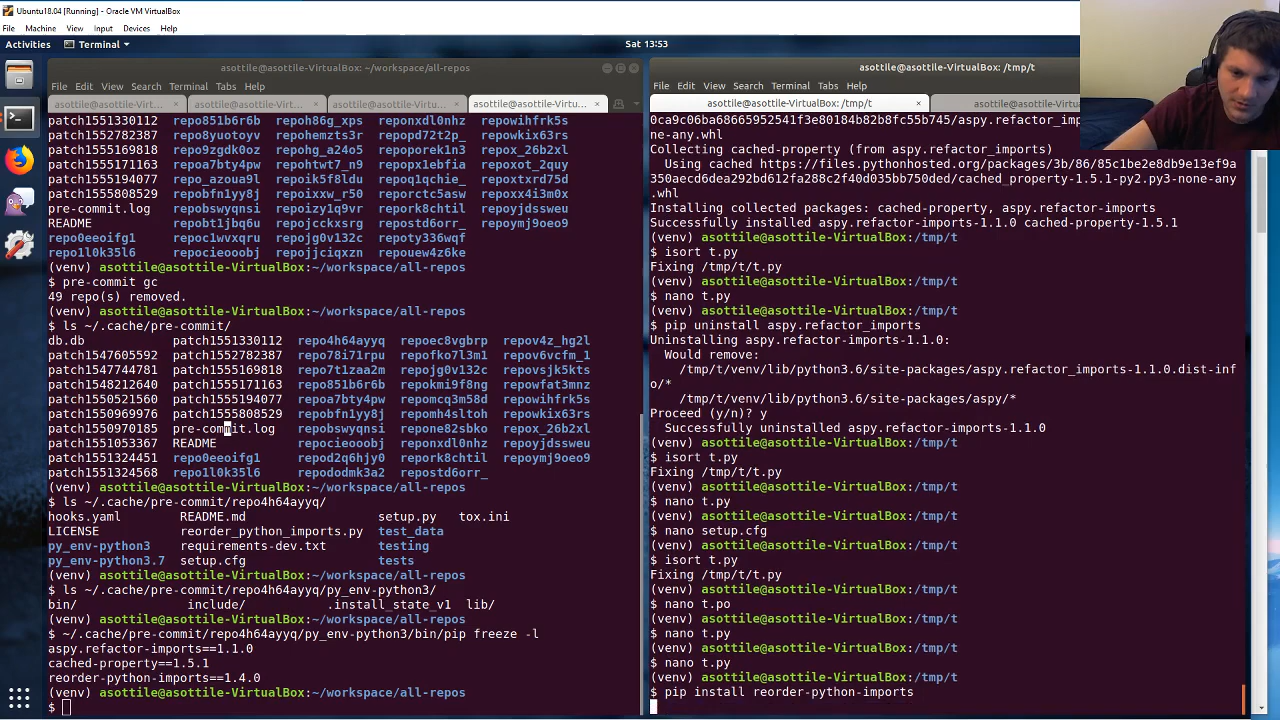 Ubuntu18.04 [Running] - Oracle VM VirtualBox
File Machine View Input Devices Help
Activities Terminal Sat 13:53
asottile@asottile-VirtualBox: ~/workspace/all-repos
File Edit View Search Terminal Tabs Help
asottile@asottile-Virt... asottile@asottile-Virt... asottile@asottile-Virt... asottile@asottile-Virtu...
patch1551330112 repo851b6r6b repoh86g_xps reponxdl0nhz repowihfrk5s
patch1552782387 repo8yuotyyv repohemzts3r repopd72t2p_ repowkix63rs
patch1555169818 repo9zgdk0oz repohg_a24o5 repoporek1n3 repox_26b2xl
patch1555171163 repoa7bty4pw repohtwt7_n9 repopx1ebfia repoxot_2quy
patch1555194077 repo_azoua9l repoik5f8ldu repoq1qchie_ repoxtxrd75d
patch1555808529 repobfn1yy8j repoixxw_r50 reporctc5asw repoxx4i3m0x
pre-commit.log repobswyqnsi repoizy1q9vr repork8chtil repoyjdssweu
README repobt1jbq6u repojcckxsrg repostd6orr_ repoymj9oeo9
repo0eeoifg1 repoc1wvxqru repojg0v132c repoty336wqf
repo1l0k35l6 repocieooobj repojjciqxzn repouew4z6ke
(venv) asottile@asottile-VirtualBox:~/workspace/all-repos
$ pre-commit gc
49 repo(s) removed.
(venv) asottile@asottile-VirtualBox:~/workspace/all-repos
$ ls ~/.cache/pre-commit/
db.db patch1551330112 repo4h64ayyq repoec8vgbrp repov4z_hg2l
patch1547605592 patch1552782387 repo78i71rpu repofko7l3m1 repov6vcfm_1
patch1547744781 patch1555169818 repo7t1zaa2m repojg0v132c repovsjk5kts
patch1548212640 patch1555171163 repo851b6r6b repokmi9f8ng repowfat3mnz
patch1550521560 patch1555194077 repoa7bty4pw repomcq3m58d repowihfrk5s
patch1550969976 patch1555808529 repobfn1yy8j repomh4sltoh repowkix63rs
patch1550970185 pre-commit.log repobswyqnsi repone82sbko repox_26b2xl
patch1551053367 README repocieooobj reponxdl0nhz repoyjdssweu
patch1551324451 repo0eeoifg1 repod2q6hjy0 repork8chtil repoymj9oeo9
patch1551324568 repo1l0k35l6 repododmk3a2 repostd6orr_
(venv) asottile@asottile-VirtualBox:~/workspace/all-repos
$ ls ~/.cache/pre-commit/repo4h64ayyq/
hooks.yaml README.md setup.py tox.ini
LICENSE reorder_python_imports.py test_data
py_env-python3 requirements-dev.txt testing
py_env-python3.7 setup.cfg tests
(venv) asottile@asottile-VirtualBox:~/workspace/all-repos
$ ls ~/.cache/pre-commit/repo4h64ayyq/py_env-python3/
bin/ include/ .install_state_v1 lib/
(venv) asottile@asottile-VirtualBox:~/workspace/all-repos
$ ~/.cache/pre-commit/repo4h64ayyq/py_env-python3/bin/pip freeze -l
aspy.refactor-imports==1.1.0
cached-property==1.5.1
reorder-python-imports==1.4.0
(venv) asottile@asottile-VirtualBox:~/workspace/all-repos
$
asottile@asottile-VirtualBox: /tmp/t
File Edit View Search Terminal Tabs Help
asottile@asottile-VirtualBox: /tmp/t asottile@asottile-
0ca9c06ba68665952541f3e80184b82b8fc55b745/aspy.refactor_imp
ne-any.whl
Collecting cached-property (from aspy.refactor_imports)
Using cached https://files.pythonhosted.org/packages/3b/86/85c1be2e8db9e13ef9a
350aecd6dea292bd612fa288c2f40d035bv750ded/cached_property-1.5.1-py2.py3-none-any
.whl
Installing collected packages: cached-property, aspy.refactor-imports
Successfully installed aspy.refactor-imports-1.1.0 cached-property-1.5.1
(venv) asottile@asottile-VirtualBox:/tmp/t
$ isort t.py
Fixing /tmp/t/t.py
(venv) asottile@asottile-VirtualBox:/tmp/t
$ nano t.py
(venv) asottile@asottile-VirtualBox:/tmp/t
$ pip uninstall aspy.refactor_imports
Uninstalling aspy.refactor-imports-1.1.0:
Would remove:
/tmp/t/venv/lib/python3.6/site-packages/aspy.refactor_imports-1.1.0.dist-inf
o/*
/tmp/t/venv/lib/python3.6/site-packages/aspy/*
Proceed (y/n)? y
Successfully uninstalled aspy.refactor-imports-1.1.0
(venv) asottile@asottile-VirtualBox:/tmp/t
$ isort t.py
Fixing /tmp/t/t.py
(venv) asottile@asottile-VirtualBox:/tmp/t
$ nano t.py
(venv) asottile@asottile-VirtualBox:/tmp/t
$ nano setup.cfg
(venv) asottile@asottile-VirtualBox:/tmp/t
$ isort t.py
Fixing /tmp/t/t.py
(venv) asottile@asottile-VirtualBox:/tmp/t
$ nano t.po
(venv) asottile@asottile-VirtualBox:/tmp/t
$ nano t.py
(venv) asottile@asottile-VirtualBox:/tmp/t
$ nano t.py
(venv) asottile@asottile-VirtualBox:/tmp/t
$ pip install reorder-python-imports